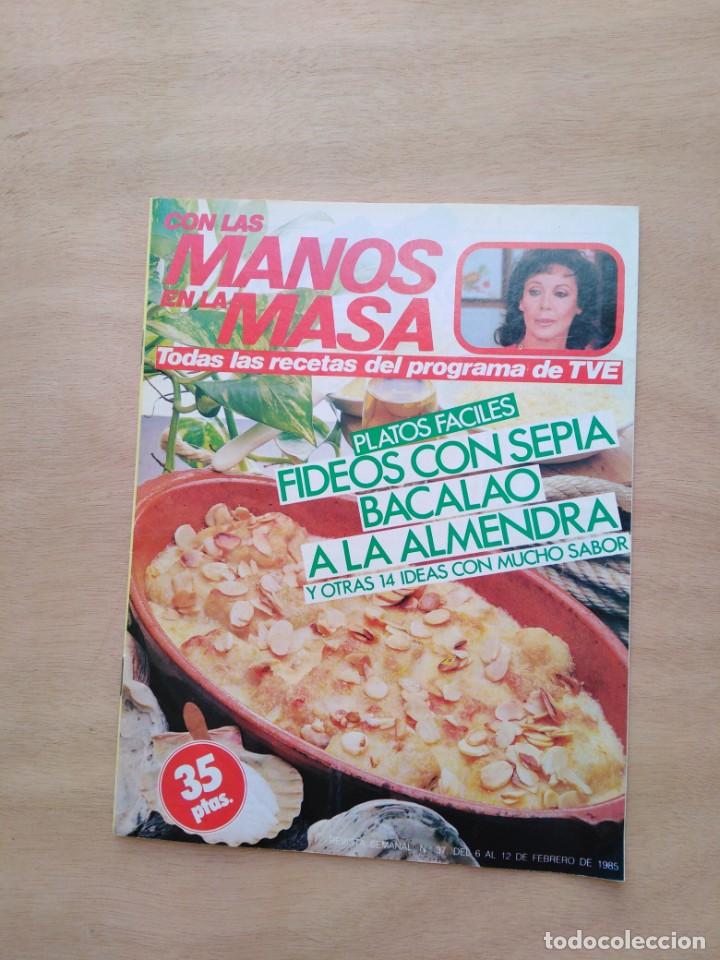 CON LAS
MANOS
EN LA
MASA
Todas las recetas del programa de TVE
PLATOS FACILES
FIDEOS CON SEPIA
BACALAO
A LA ALMENDRA
Y OTRAS 14 IDEAS CON MUCHO SABOR
35
ptas.
REVISTA SEMANAL N.º 37 DEL 6 AL 12 DE FEBRERO DE 1985
todocoleccion